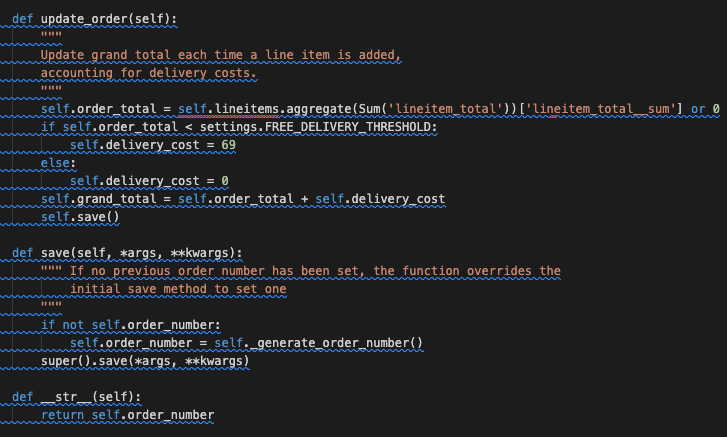 def update_order(self):
    """
    Update grand total each time a line item is added,
    accounting for delivery costs.
    """
    self.order_total = self.lineitems.aggregate(Sum('lineitem_total'))['lineitem_total__sum'] or 0
    if self.order_total < settings.FREE_DELIVERY_THRESHOLD:
        self.delivery_cost = 69
    else:
        self.delivery_cost = 0
    self.grand_total = self.order_total + self.delivery_cost
    self.save()

def save(self, *args, **kwargs):
    """ If no previous order number has been set, the function overrides the
        initial save method to set one
    """
    if not self.order_number:
        self.order_number = self._generate_order_number()
    super().save(*args, **kwargs)

def __str__(self):
    return self.order_number